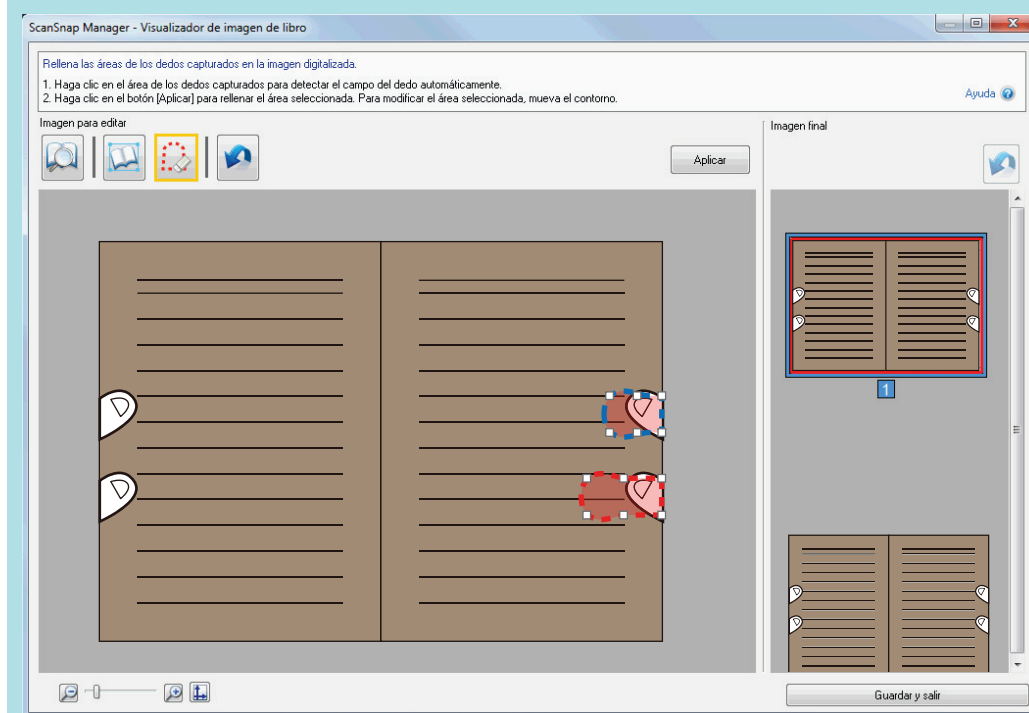 ScanSnap Manager - Visualizador de imagen de libro
Rellena las áreas de los dedos capturados en la imagen digitalizada.
1. Haga clic en el área de los dedos capturados para detectar el campo del dedo automáticamente.
2. Haga clic en el botón [Aplicar] para rellenar el área seleccionada. Para modificar el área seleccionada, mueva el contorno.
Ayuda
Imagen para editar
Imagen final
Aplicar
1
Guardar y salir